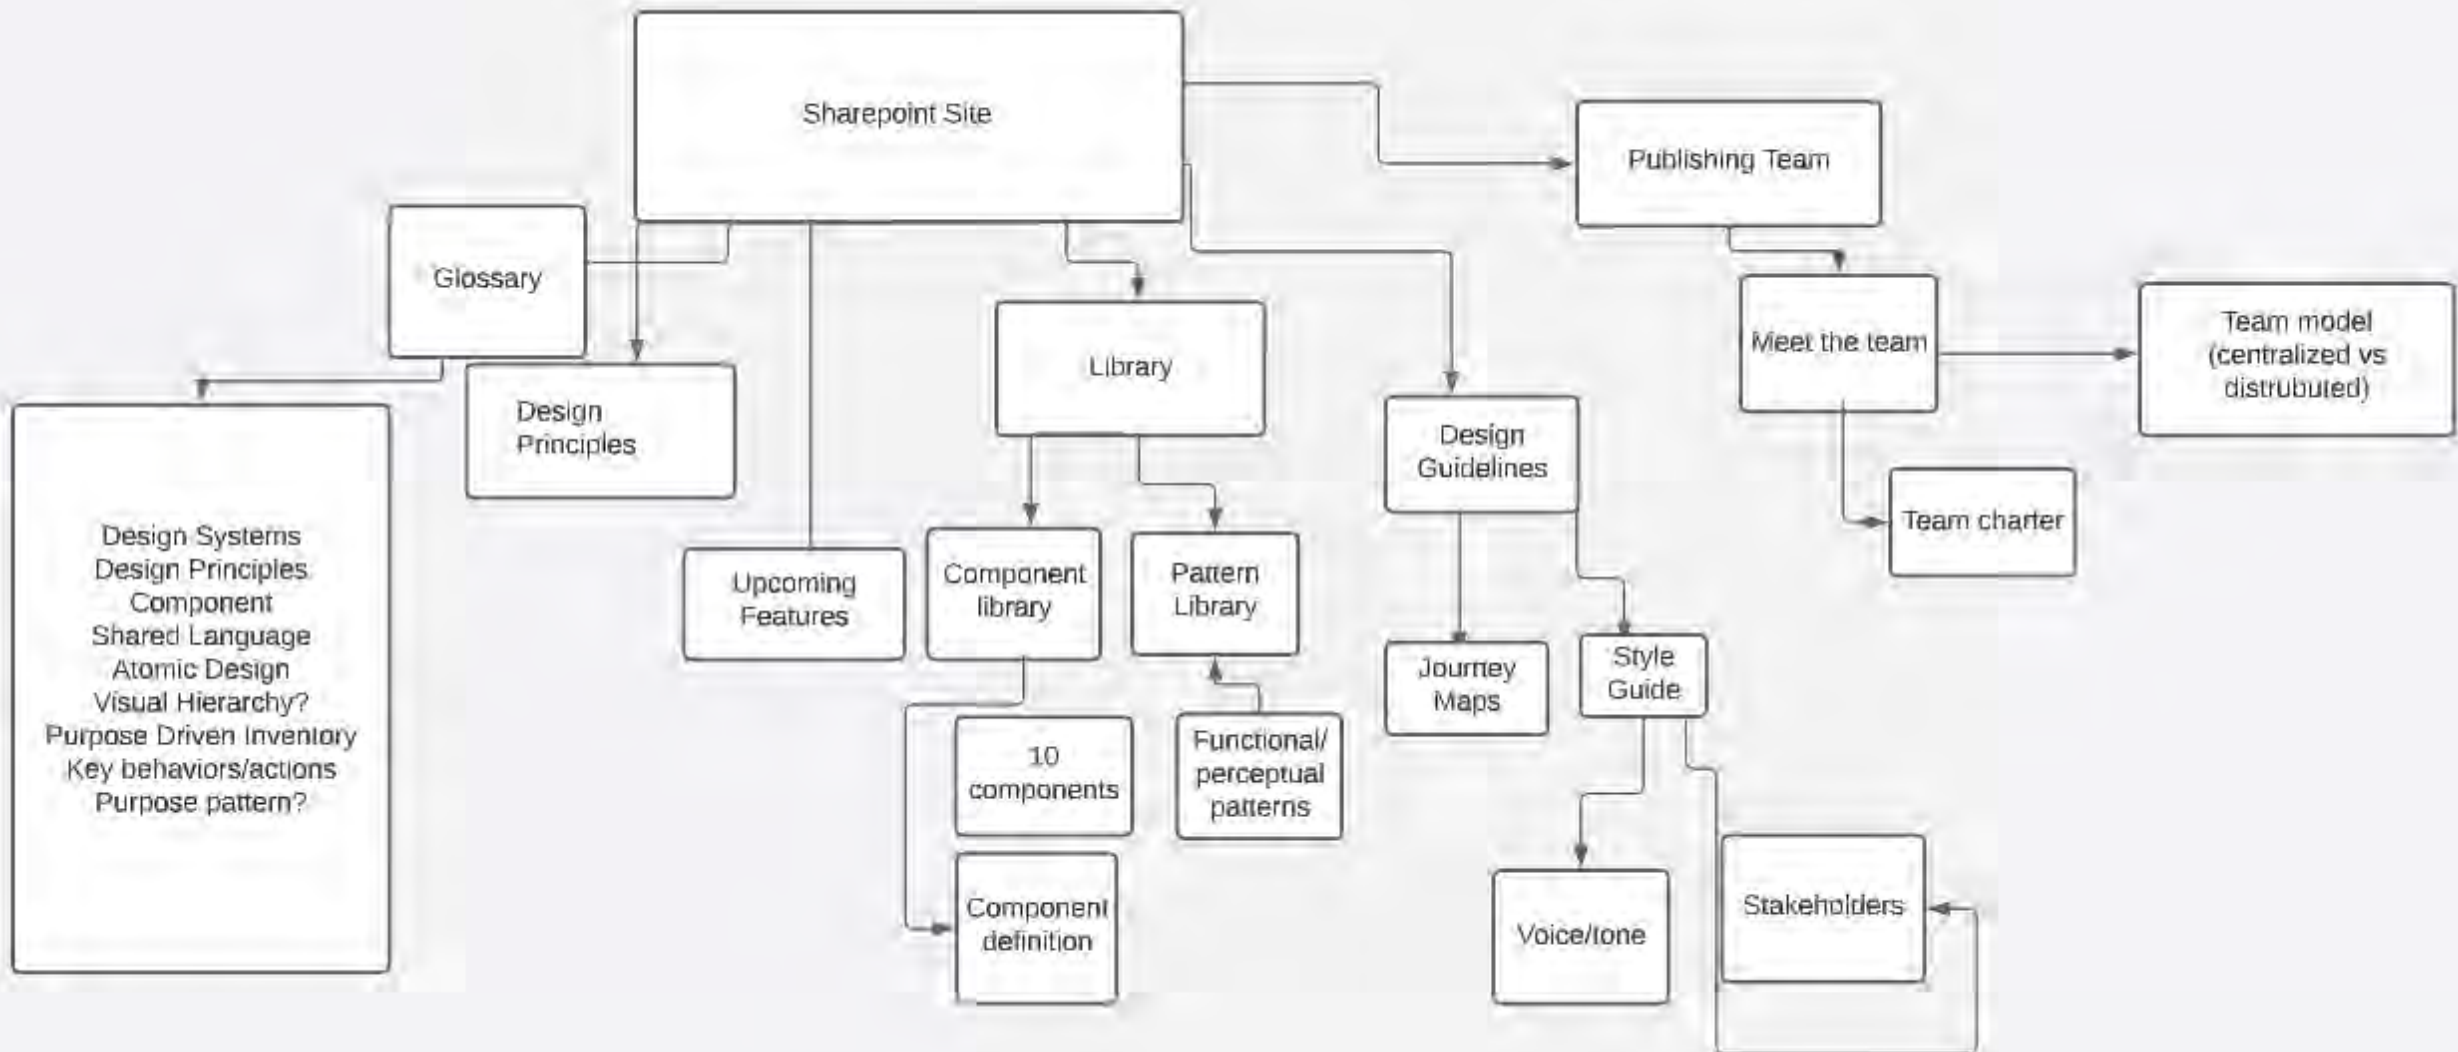 Sharepoint Site
Publishing Team
Glossary
Meet the team
Team model
(centralized vs
distrubuted)
Library
Design
Principles
Design
Guidelines
Team charter
Design Systems
Design Principles
Component
Shared Language
Atomic Design
Visual Hierarchy?
Purpose Driven Inventory
Key behaviors/actions
Purpose pattern?
Upcoming
Features
Component
library
Pattern
Library
Journey
Maps
Style
Guide
10
components
Functional/
perceptual
patterns
Component
definition
Voice/tone
Stakeholders